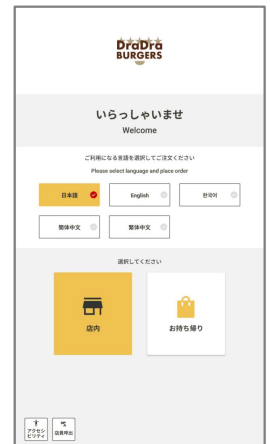 DraDra
BURGERS
いらっしゃいませ
Welcome
ご利用になる言語を選択してご注文ください
Please select language and place order
日本語
English
한국어
简体中文
繁体中文
選択してください
店内
お持ち帰り
アクセシ
ビリティ
店員呼出